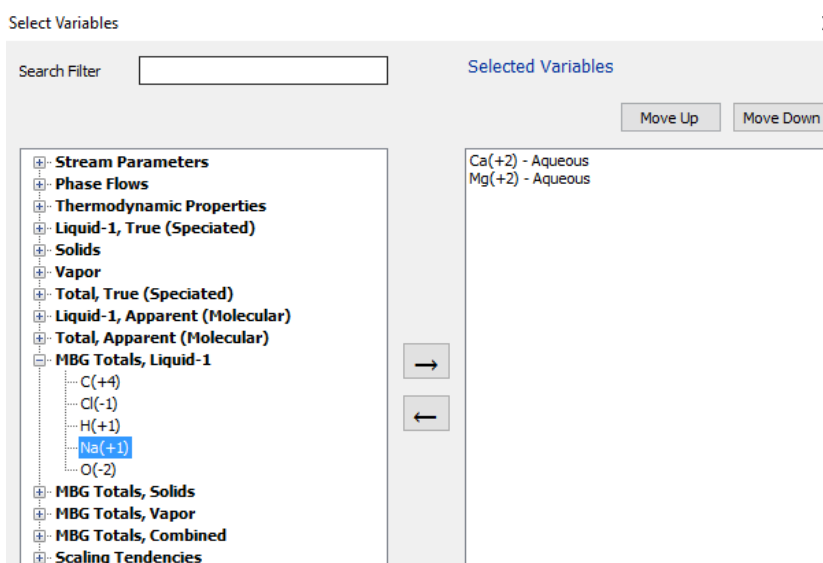 Select Variables
Search Filter
Selected Variables
Move Up
Move Down
Stream Parameters
Phase Flows
Thermodynamic Properties
Liquid-1, True (Speciated)
Solids
Vapor
Total, True (Speciated)
Liquid-1, Apparent (Molecular)
Total, Apparent (Molecular)
MBG Totals, Liquid-1
C(+4)
Cl(-1)
H(+1)
Na(+1)
O(-2)
MBG Totals, Solids
MBG Totals, Vapor
MBG Totals, Combined
Scaling Tendencies
Ca(+2) - Aqueous
Mg(+2) - Aqueous